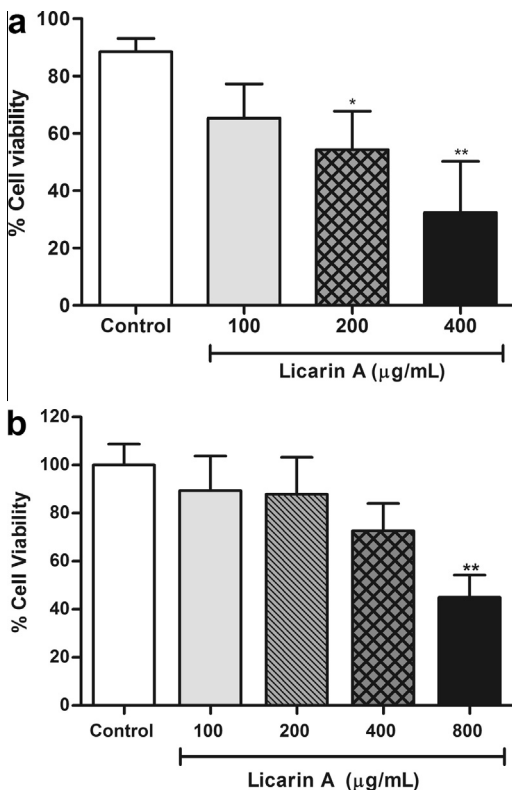 a
% Cell viability
100
80
60
40
20
0
*
**
Control 100 200 400
Licarin A (μg/mL)
b
% Cell Viability
120
100
80
60
40
20
0
**
Control 100 200 400 800
Licarin A (μg/mL)